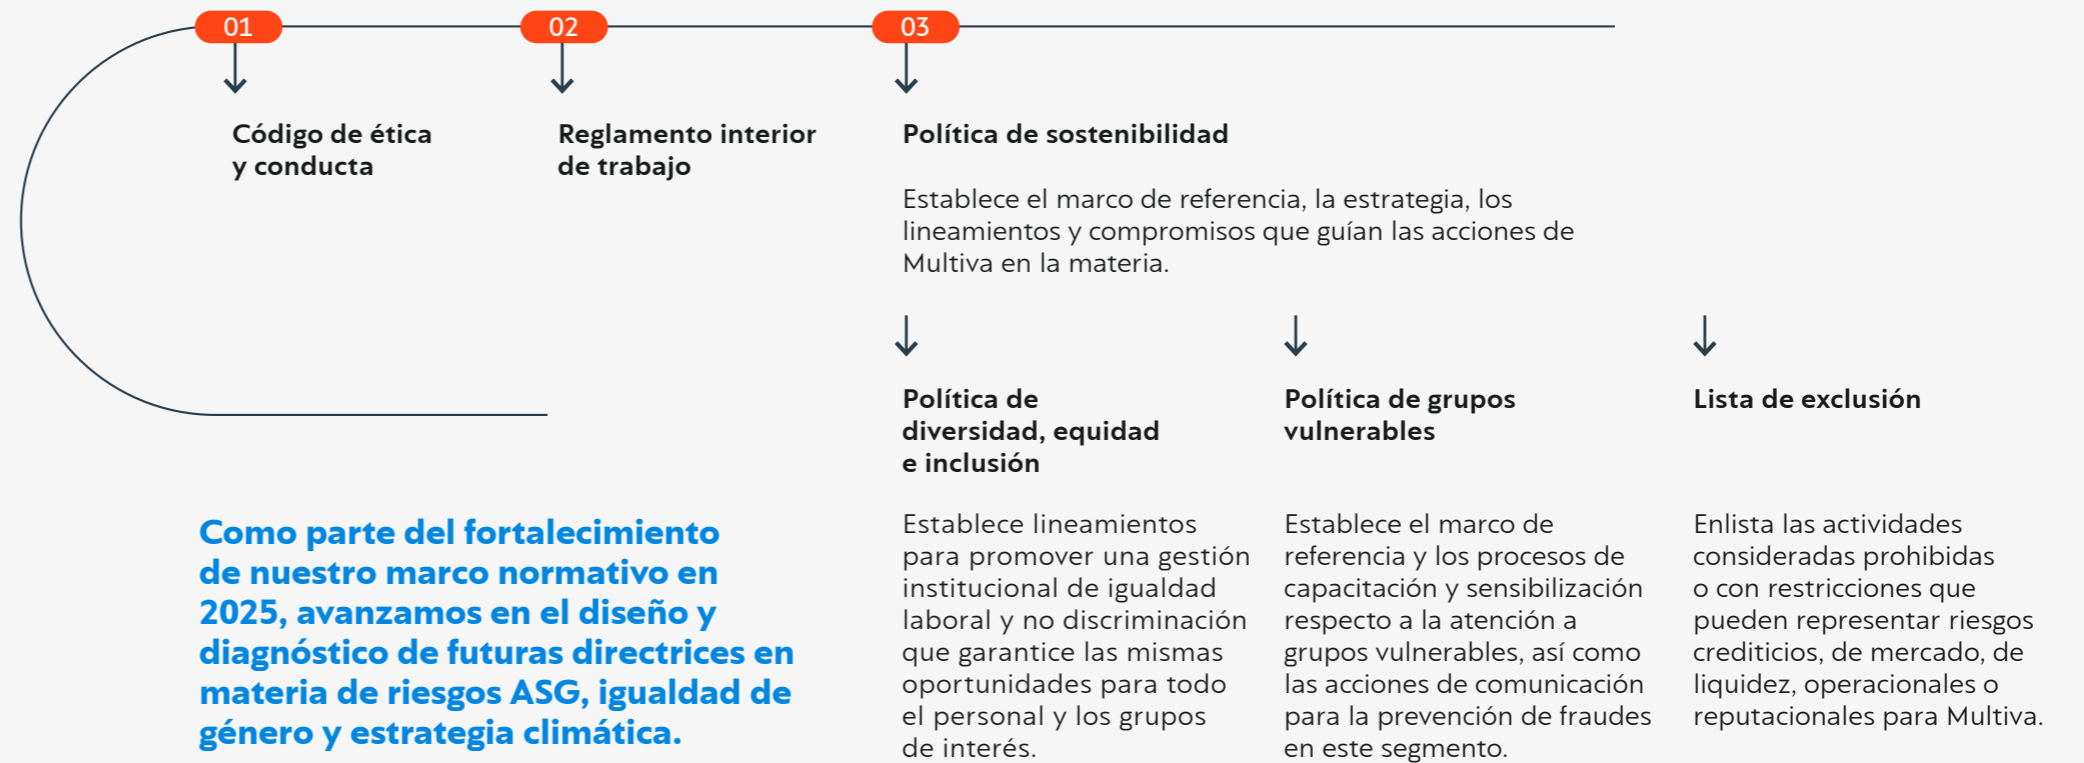 01
Código de ética
y conducta
02
Reglamento interior
de trabajo
03
Política de sostenibilidad
Establece el marco de referencia, la estrategia, los
lineamientos y compromisos que guían las acciones de
Multiva en la materia.
Política de
diversidad, equidad
e inclusión
Establece lineamientos
para promover una gestión
institucional de igualdad
laboral y no discriminación
que garantice las mismas
oportunidades para todo
el personal y los grupos
de interés.
Política de grupos
vulnerables
Establece el marco de
referencia y los procesos de
capacitación y sensibilización
respecto a la atención a
grupos vulnerables, así como
las acciones de comunicación
para la prevención de fraudes
en este segmento.
Lista de exclusión
Enlista las actividades
consideradas prohibidas
o con restricciones que
pueden representar riesgos
crediticios, de mercado, de
liquidez, operacionales o
reputacionales para Multiva.
Como parte del fortalecimiento
de nuestro marco normativo en
2025, avanzamos en el diseño y
diagnóstico de futuras directrices en
materia de riesgos ASG, igualdad de
género y estrategia climática.